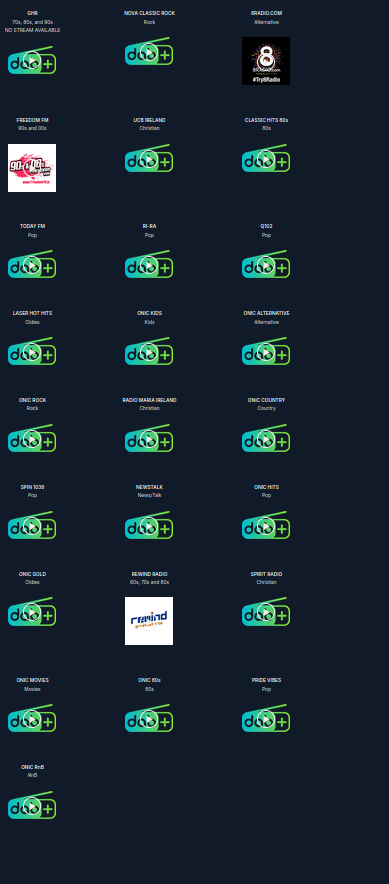 GHR
70s, 80s, and 90s
NO STREAM AVAILABLE
NOVA CLASSIC ROCK
Rock
8RADIO.COM
Alternative
8
8RADIO.com
#Try8Radio
FREEDOM FM
90s and 00s
UCB IRELAND
Christian
CLASSIC HITS 80s
80s
TODAY FM
Pop
RI-RA
Pop
Q102
Pop
LASER HOT HITS
Oldies
ONIC KIDS
Kids
ONIC ALTERNATIVE
Alternative
ONIC ROCK
Rock
RADIO MARIA IRELAND
Christian
ONIC COUNTRY
Country
SPIN 1038
Pop
NEWSTALK
News/Talk
ONIC HITS
Pop
ONIC GOLD
Oldies
REWIND RADIO
60s, 70s and 80s
rewind
SPIRIT RADIO
Christian
ONIC MOVIES
Movies
ONIC 80s
80s
PRIDE VIBES
Pop
ONIC RnB
RnB